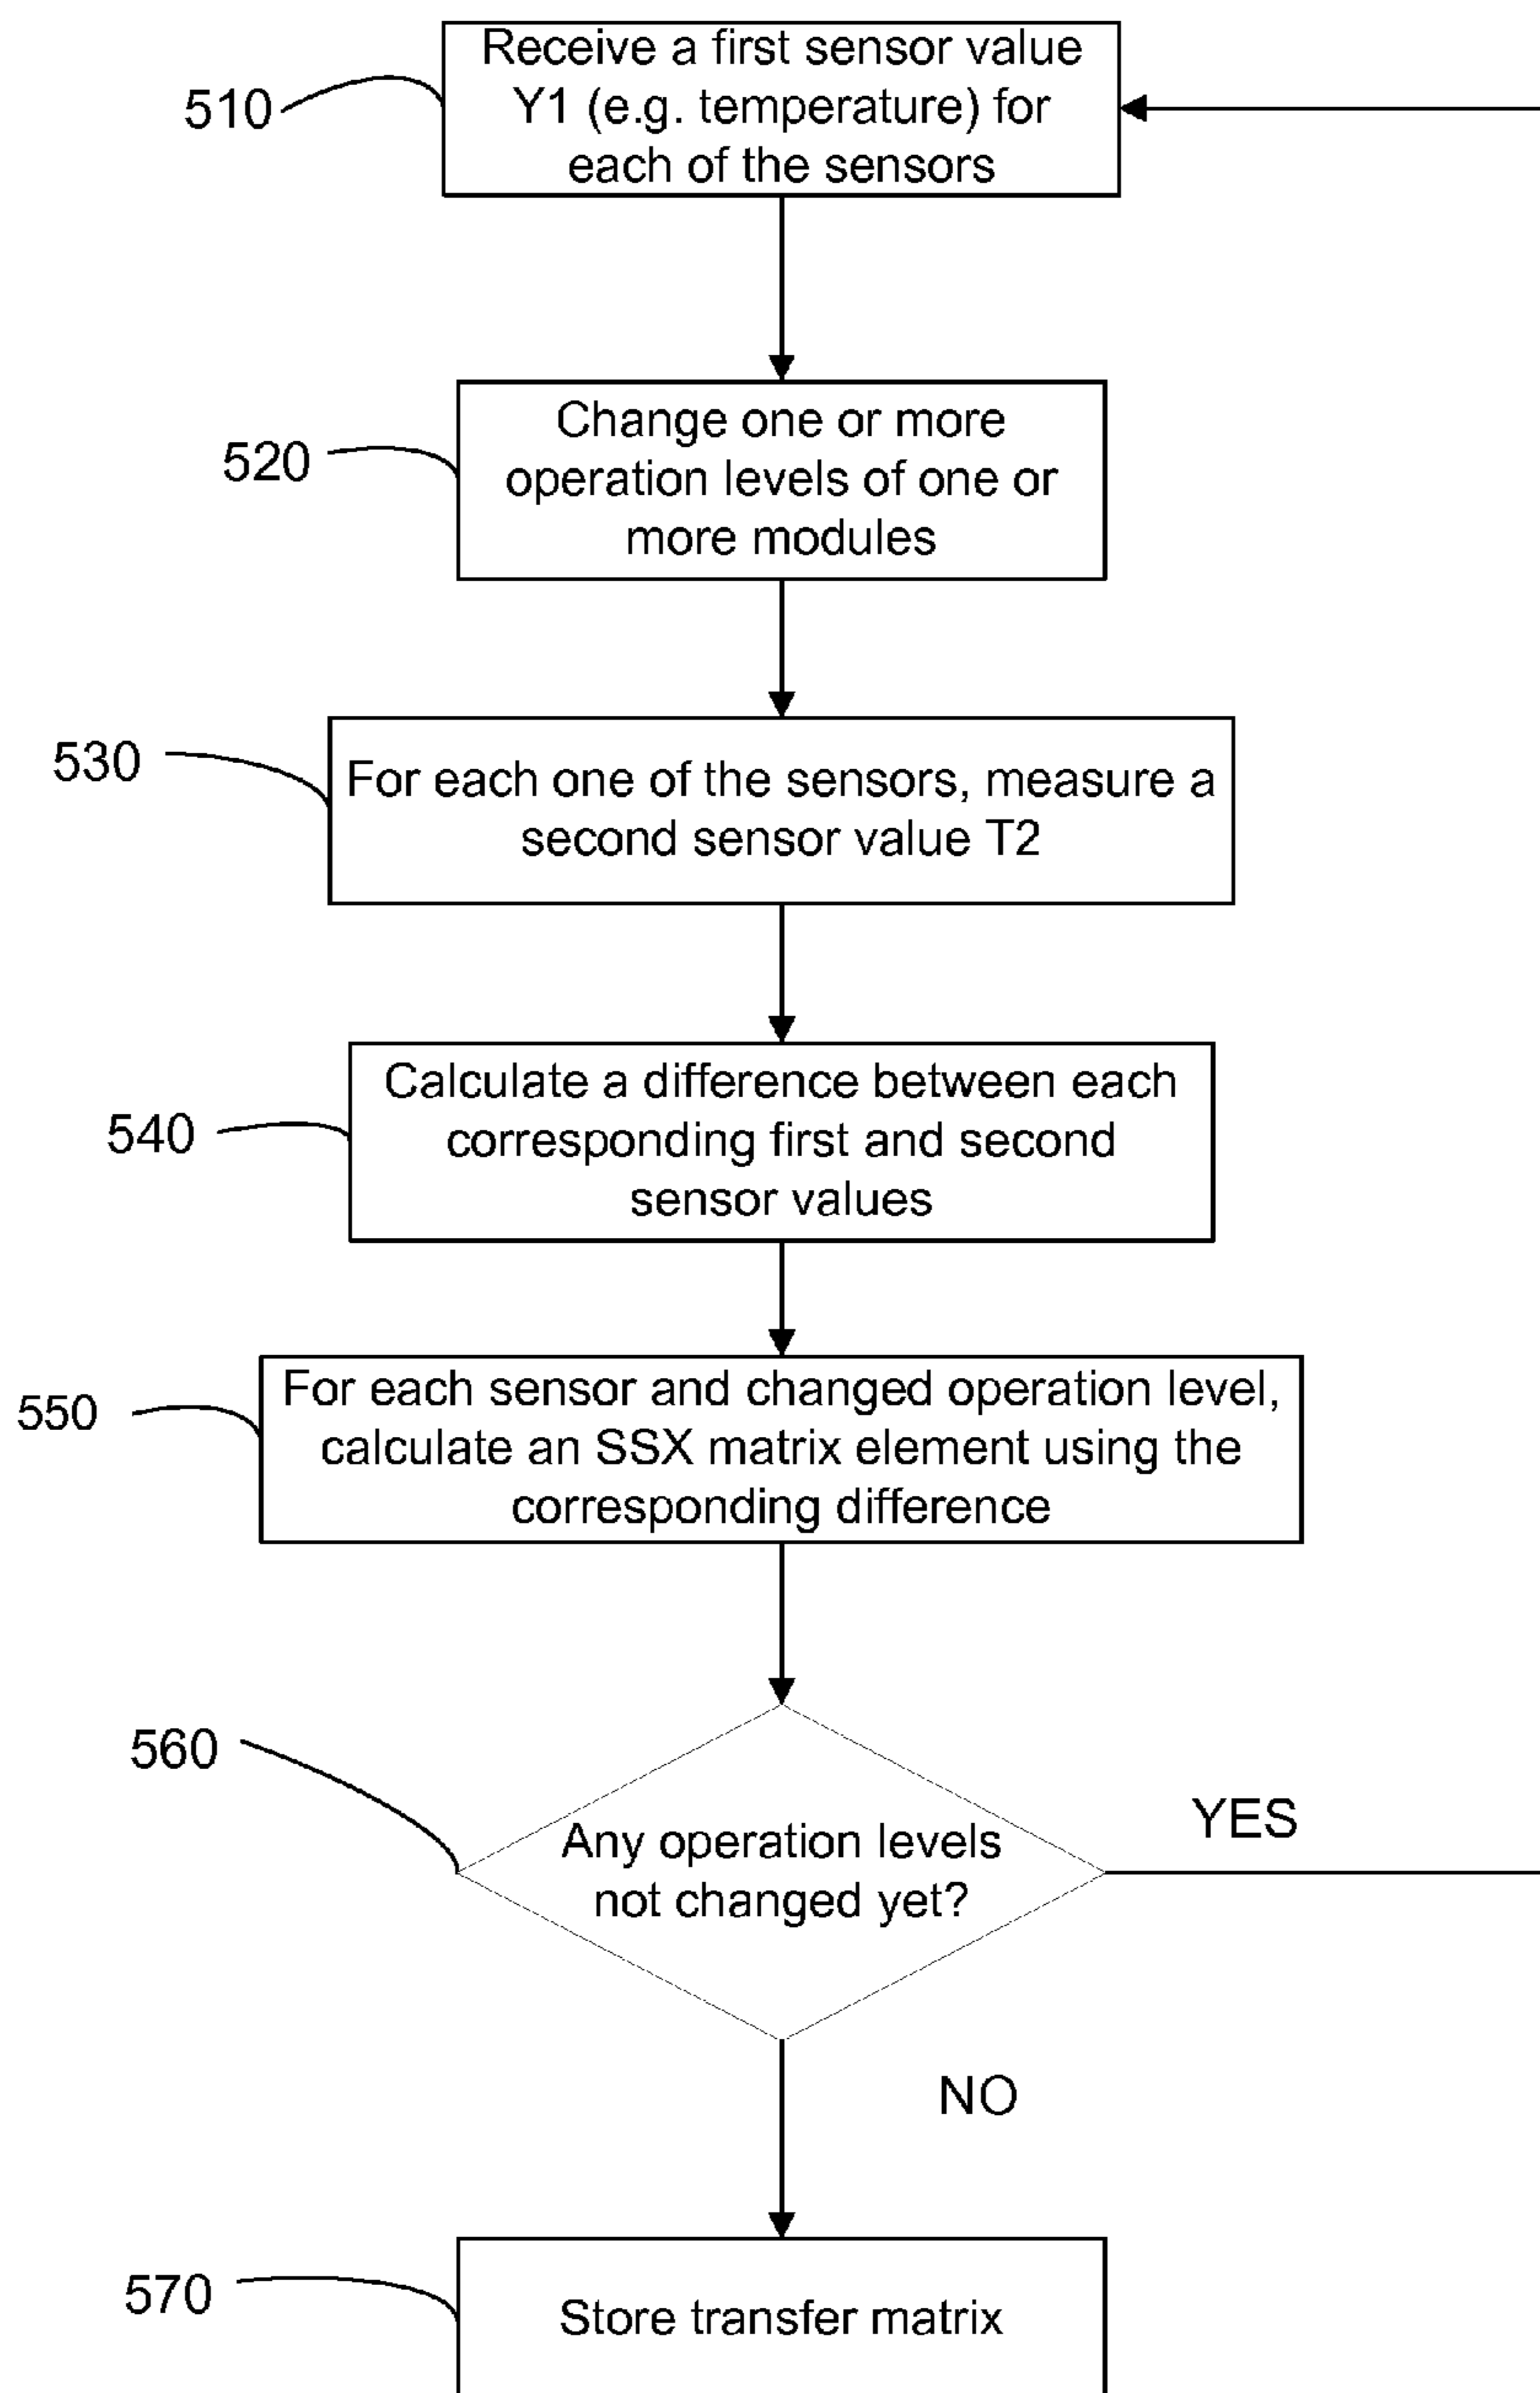 Receive a first sensor value
Y1 (e.g. temperature) for
each of the sensors
510
Change one or more
operation levels of one or
more modules
520
530
For each one of the sensors, measure a
second sensor value T2
Calculate a difference between each
corresponding first and second
sensor values
540
For each sensor and changed operation level,
calculate an SSX matrix element using the
corresponding difference
550
560
Any operation levels
not changed yet?
YES
NO
570
Store transfer matrix